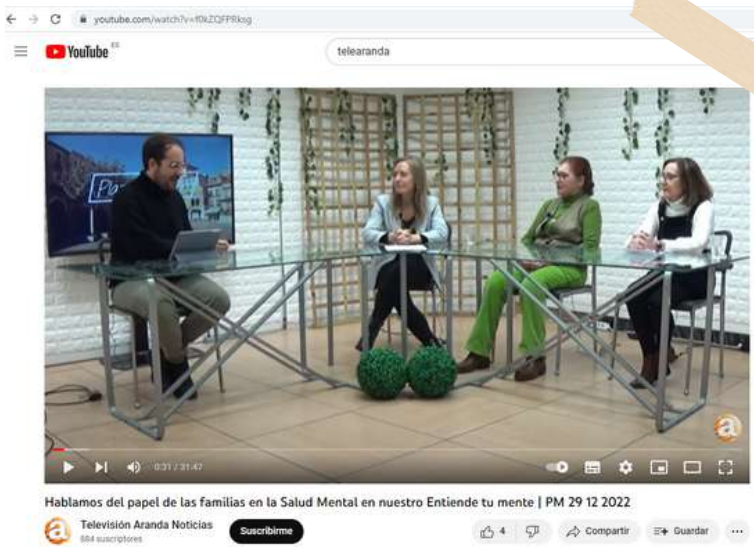 youtube.com/watch?v=f0kZQFPRksg
YouTube ES
telearanda
0:31 / 31:47
a
Hablamos del papel de las familias en la Salud Mental en nuestro Entiende tu mente | PM 29 12 2022
a
Televisión Aranda Noticias
884 suscriptores
Suscribirme
4
Compartir
Guardar